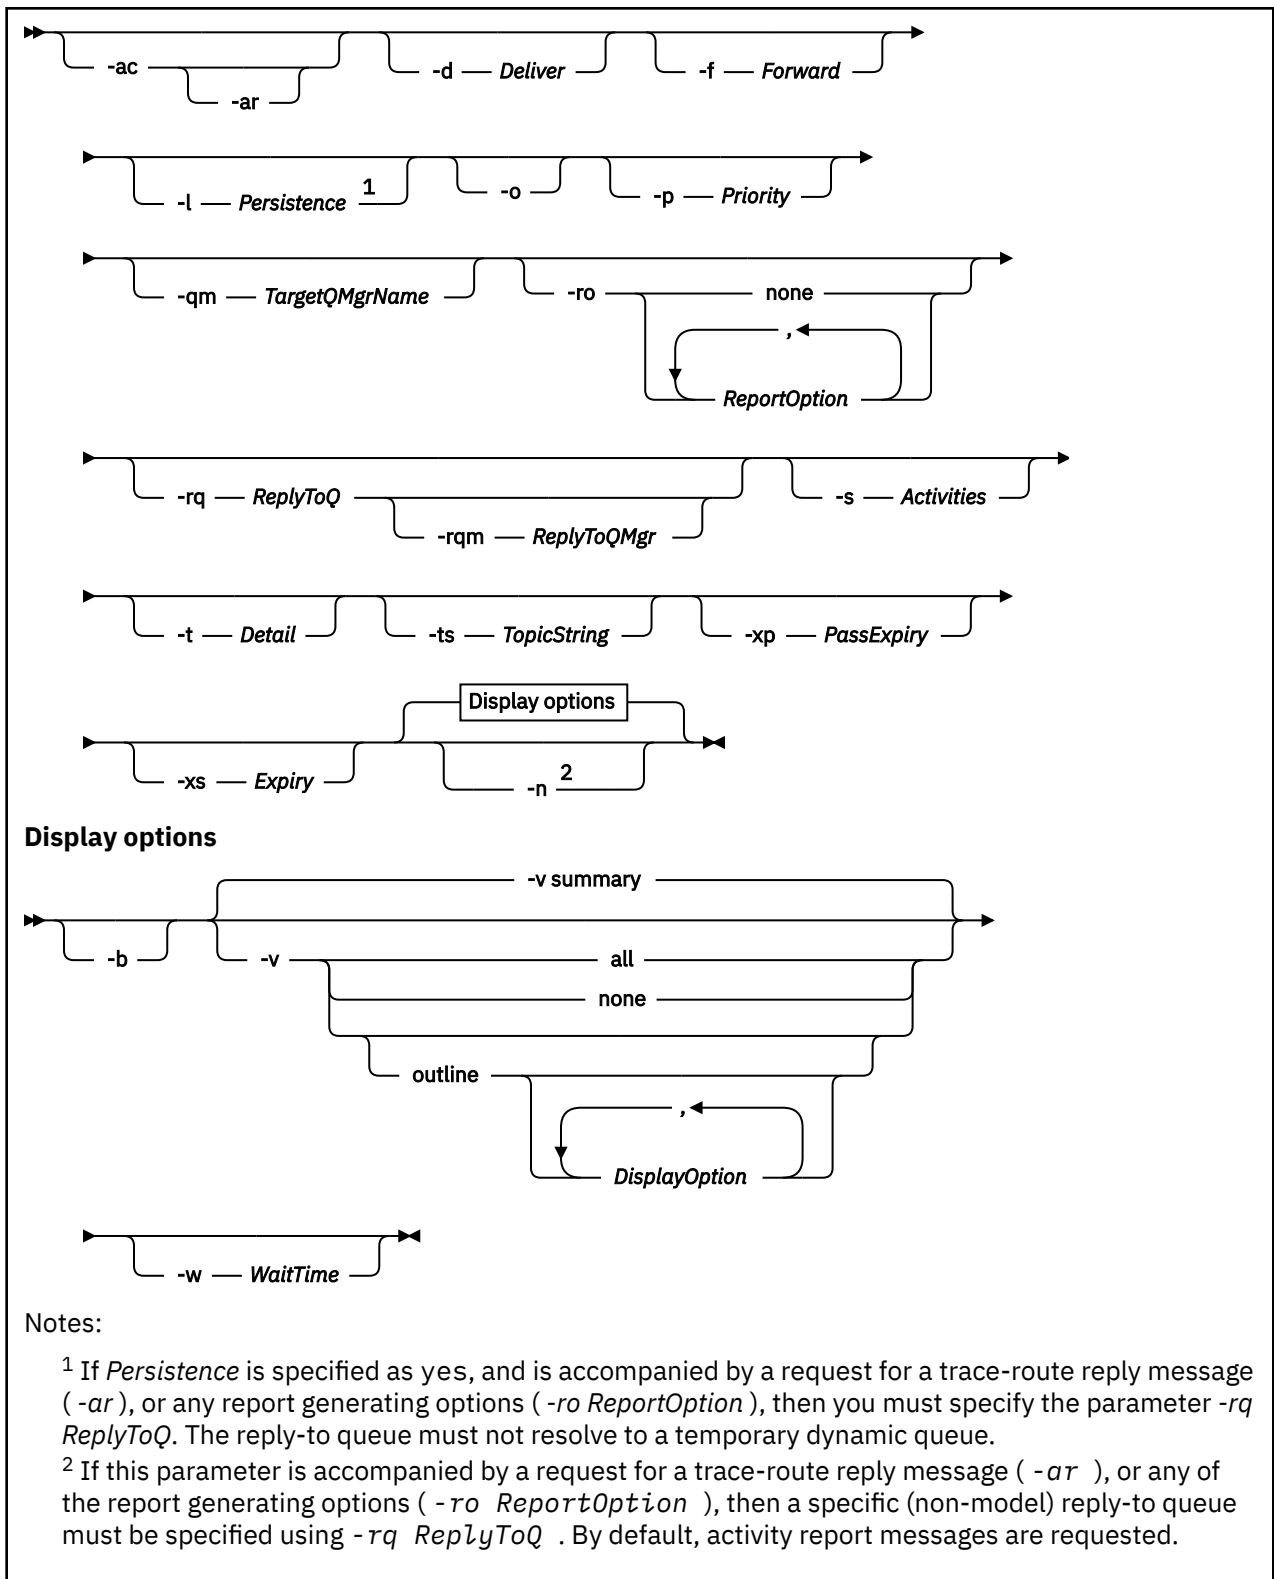 -ac
-ar
-d Deliver
-f Forward
-l Persistence 1
-o
-p Priority
-qm TargetQMgrName
-ro none
,
ReportOption
-rq ReplyToQ
-rqm ReplyToQMgr
-s Activities
-t Detail
-ts TopicString
-xp PassExpiry
Display options
-xs Expiry
-n 2
Display options
-v summary
-b
-v all
none
outline
,
DisplayOption
-w WaitTime
Notes:
1 If Persistence is specified as yes, and is accompanied by a request for a trace-route reply message
( -ar ), or any report generating options ( -ro ReportOption ), then you must specify the parameter -rq
ReplyToQ. The reply-to queue must not resolve to a temporary dynamic queue.
2 If this parameter is accompanied by a request for a trace-route reply message ( -ar ), or any of
the report generating options ( -ro ReportOption ), then a specific (non-model) reply-to queue
must be specified using -rq ReplyToQ . By default, activity report messages are requested.